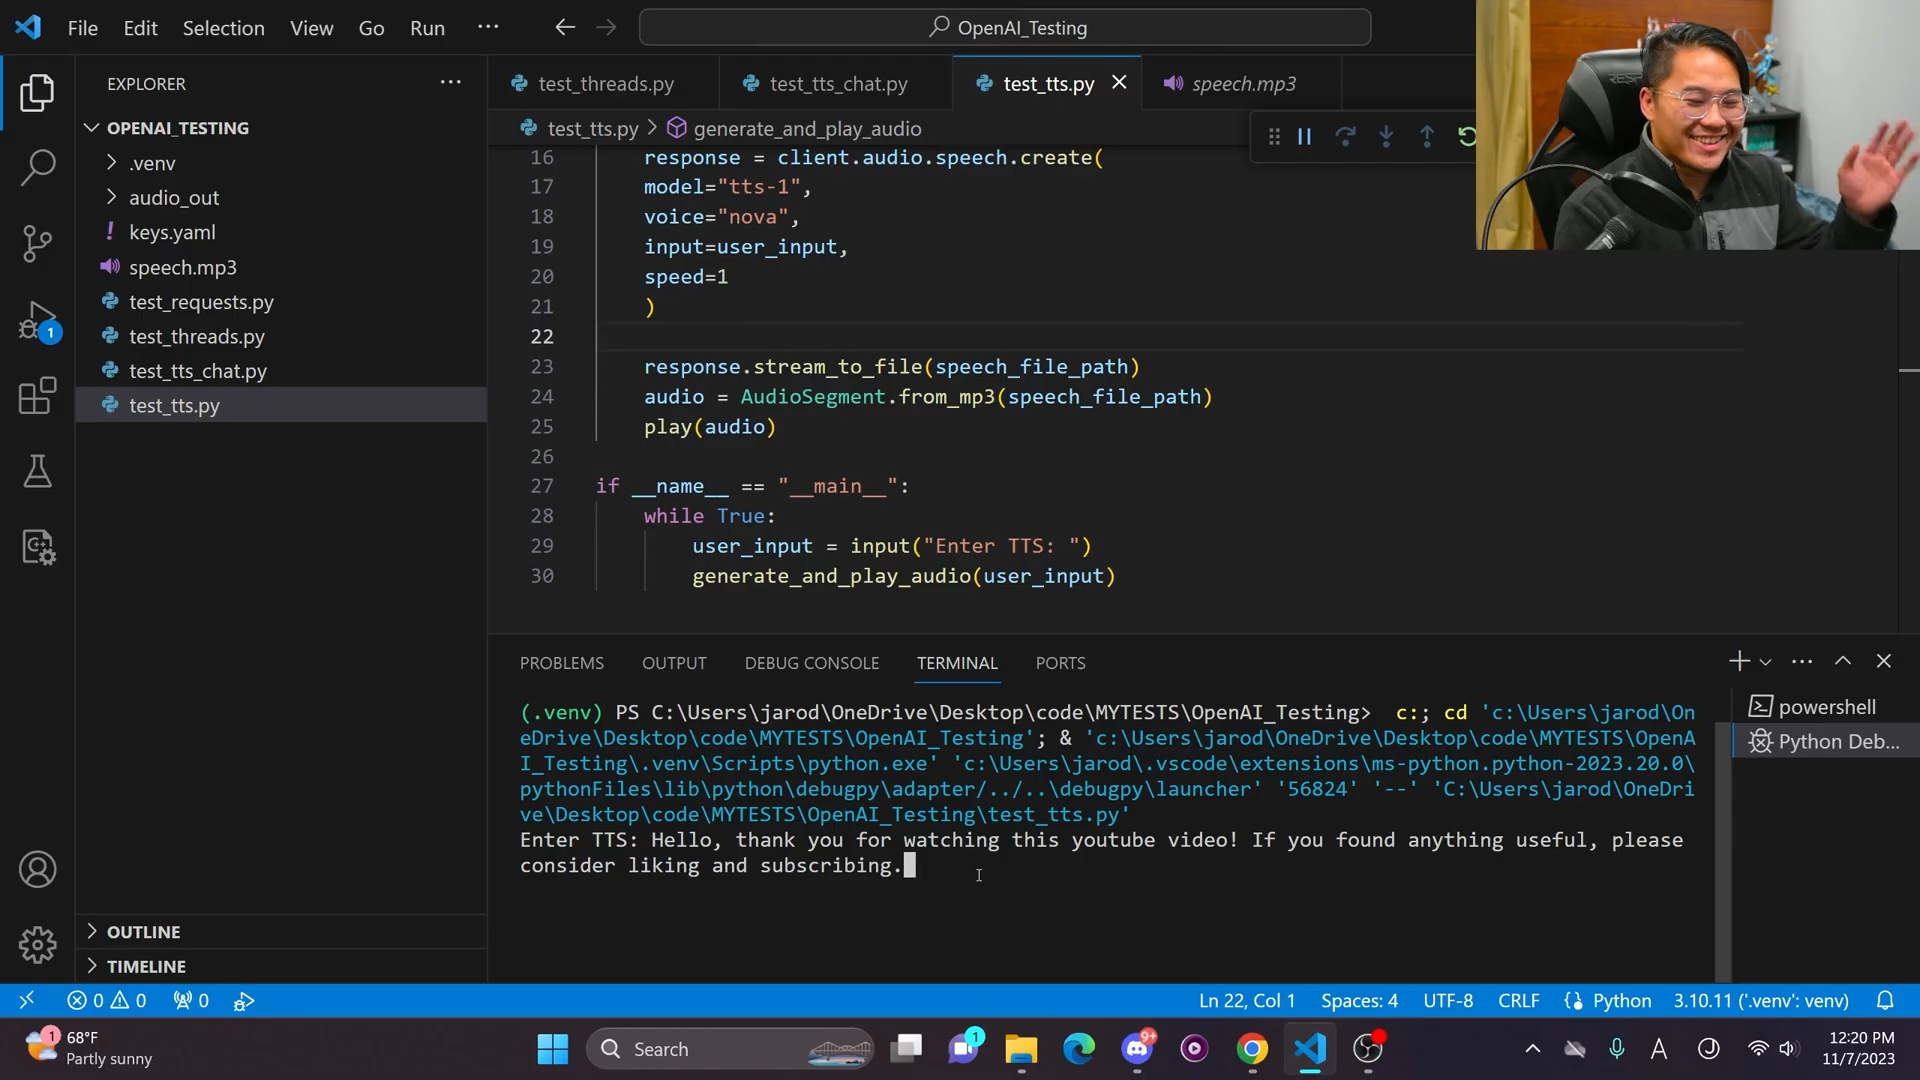 File Edit Selection View Go Run ···
OpenAI_Testing
EXPLORER ···
OPENAI_TESTING
.venv
audio_out
! keys.yaml
speech.mp3
test_requests.py
test_threads.py
test_tts_chat.py
test_tts.py
OUTLINE
TIMELINE
1
test_threads.py test_tts_chat.py test_tts.py speech.mp3
test_tts.py > generate_and_play_audio
16 response = client.audio.speech.create(
17 model="tts-1",
18 voice="nova",
19 input=user_input,
20 speed=1
21 )
22
23 response.stream_to_file(speech_file_path)
24 audio = AudioSegment.from_mp3(speech_file_path)
25 play(audio)
26
27 if __name__ == "__main__":
28 while True:
29 user_input = input("Enter TTS: ")
30 generate_and_play_audio(user_input)
PROBLEMS OUTPUT DEBUG CONSOLE TERMINAL PORTS
(.venv) PS C:\Users\jarod\OneDrive\Desktop\code\MYTESTS\OpenAI_Testing> c:; cd 'c:\Users\jarod\On
eDrive\Desktop\code\MYTESTS\OpenAI_Testing'; & 'c:\Users\jarod\OneDrive\Desktop\code\MYTESTS\OpenA
I_Testing\.venv\Scripts\python.exe' 'c:\Users\jarod\.vscode\extensions\ms-python.python-2023.20.0\
pythonFiles\lib\python\debugpy\adapter/../..\debugpy\launcher' '56824' '--' 'C:\Users\jarod\OneDri
ve\Desktop\code\MYTESTS\OpenAI_Testing\test_tts.py'
Enter TTS: Hello, thank you for watching this youtube video! If you found anything useful, please
consider liking and subscribing.
powershell
Python Deb...
0 0 0 Ln 22, Col 1 Spaces: 4 UTF-8 CRLF Python 3.10.11 ('.venv': venv)
1 68°F
Partly sunny
Search
1
9+
A
12:20 PM
11/7/2023